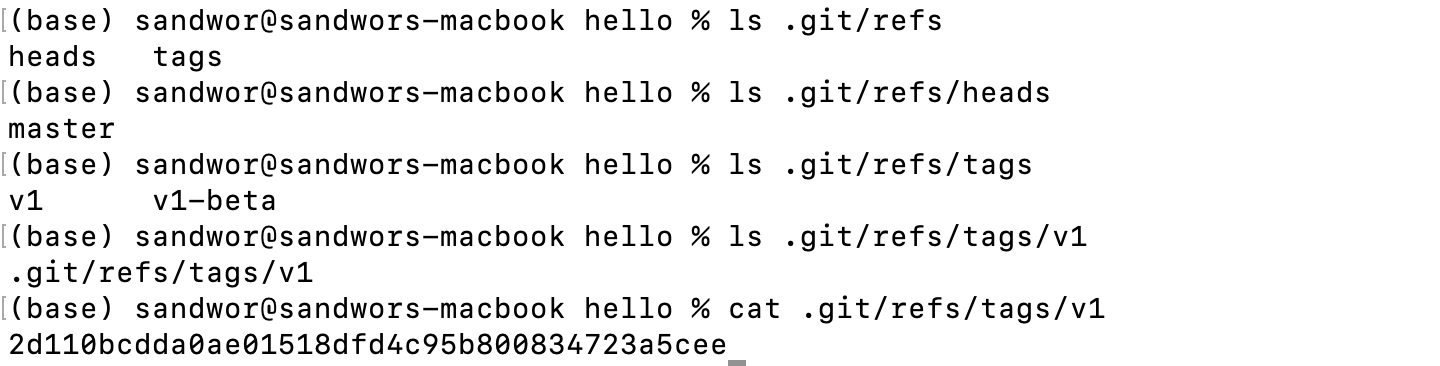 (base) sandwor@sandwors-macbook hello % ls .git/refs
heads   tags
(base) sandwor@sandwors-macbook hello % ls .git/refs/heads
master
(base) sandwor@sandwors-macbook hello % ls .git/refs/tags
v1      v1-beta
(base) sandwor@sandwors-macbook hello % ls .git/refs/tags/v1
.git/refs/tags/v1
(base) sandwor@sandwors-macbook hello % cat .git/refs/tags/v1
2d110bcdda0ae01518dfd4c95b800834723a5cee